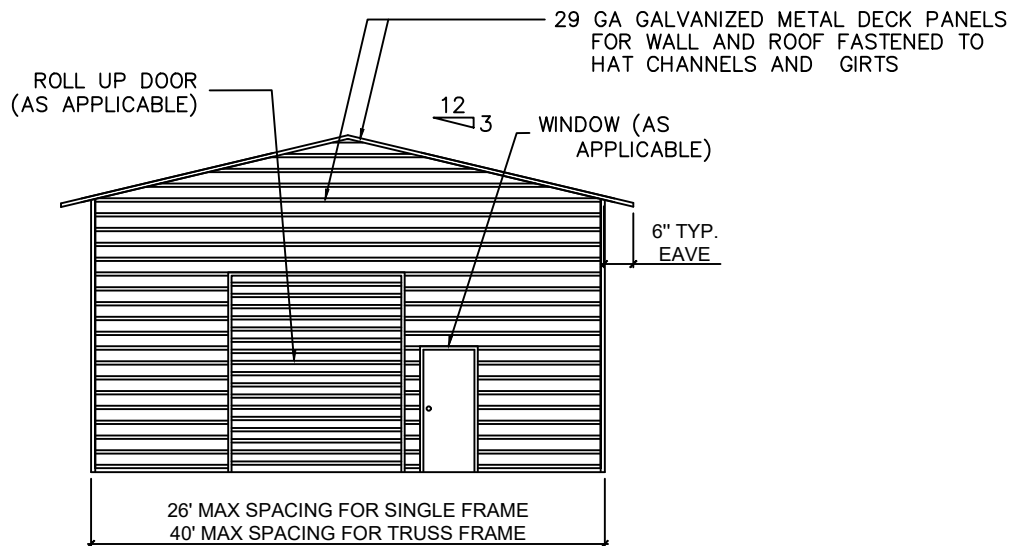 29 GA GALVANIZED METAL DECK PANELS
FOR WALL AND ROOF FASTENED TO
HAT CHANNELS AND GIRTS
ROLL UP DOOR
(AS APPLICABLE)
12
3
WINDOW (AS
APPLICABLE)
6" TYP.
EAVE
26' MAX SPACING FOR SINGLE FRAME
40' MAX SPACING FOR TRUSS FRAME